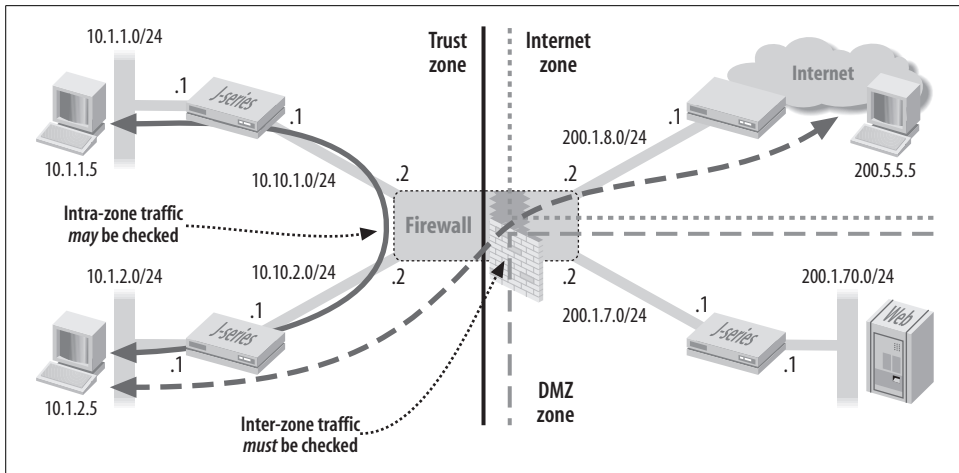 10.1.1.0/24
Trust
zone
Internet
zone
.1
J-series
.1
Internet
.1
10.1.1.5
200.1.8.0/24
200.5.5.5
10.10.1.0/24
.2
.2
Intra-zone traffic
may be checked
Firewall
10.1.2.0/24
10.10.2.0/24
.2
.2
200.1.70.0/24
.1
J-series
.1
200.1.7.0/24
.1
J-series
.1
Web
10.1.2.5
Inter-zone traffic
must be checked
DMZ
zone